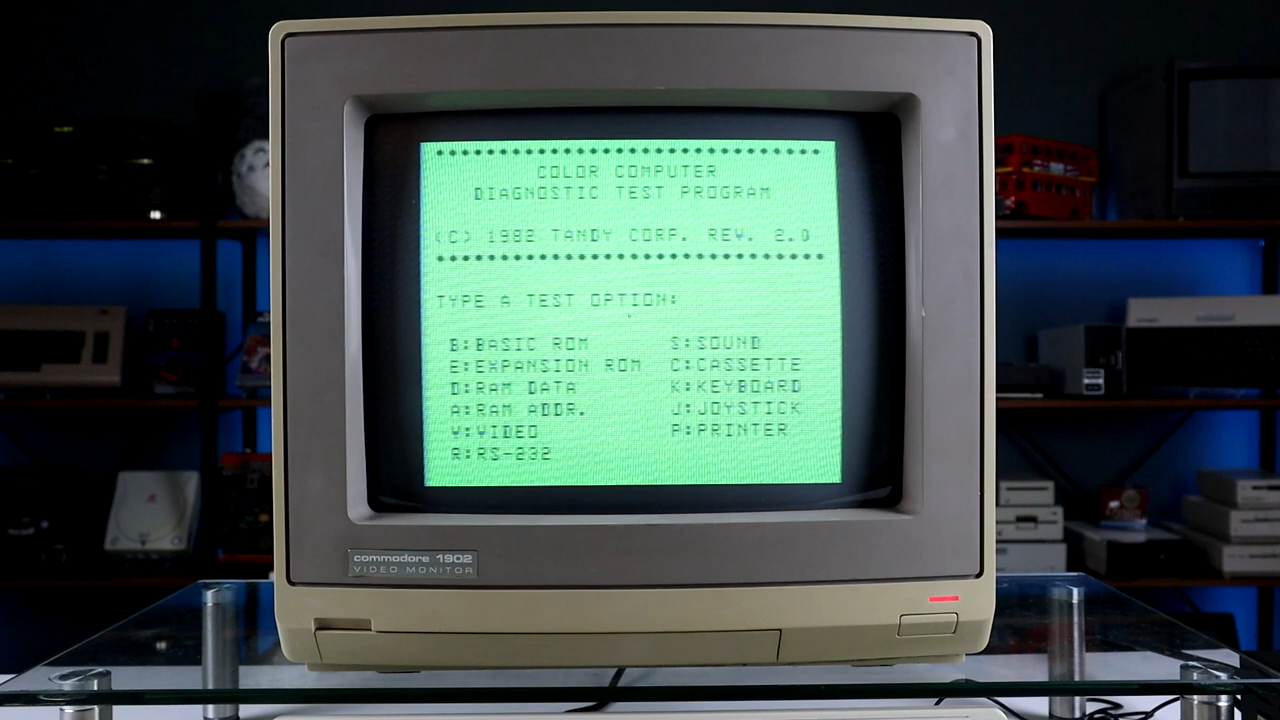 ******************************
COLOR COMPUTER
DIAGNOSTIC TEST PROGRAM
(C) 1982 TANDY CORP. REV. 2.0
******************************
TYPE A TEST OPTION:
B:BASIC ROM S:SOUND
E:EXPANSION ROM C:CASSETTE
D:RAM DATA K:KEYBOARD
A:RAM ADDR. J:JOYSTICK
V:VIDEO P:PRINTER
R:RS-232
commodore 1902
VIDEO MONITOR